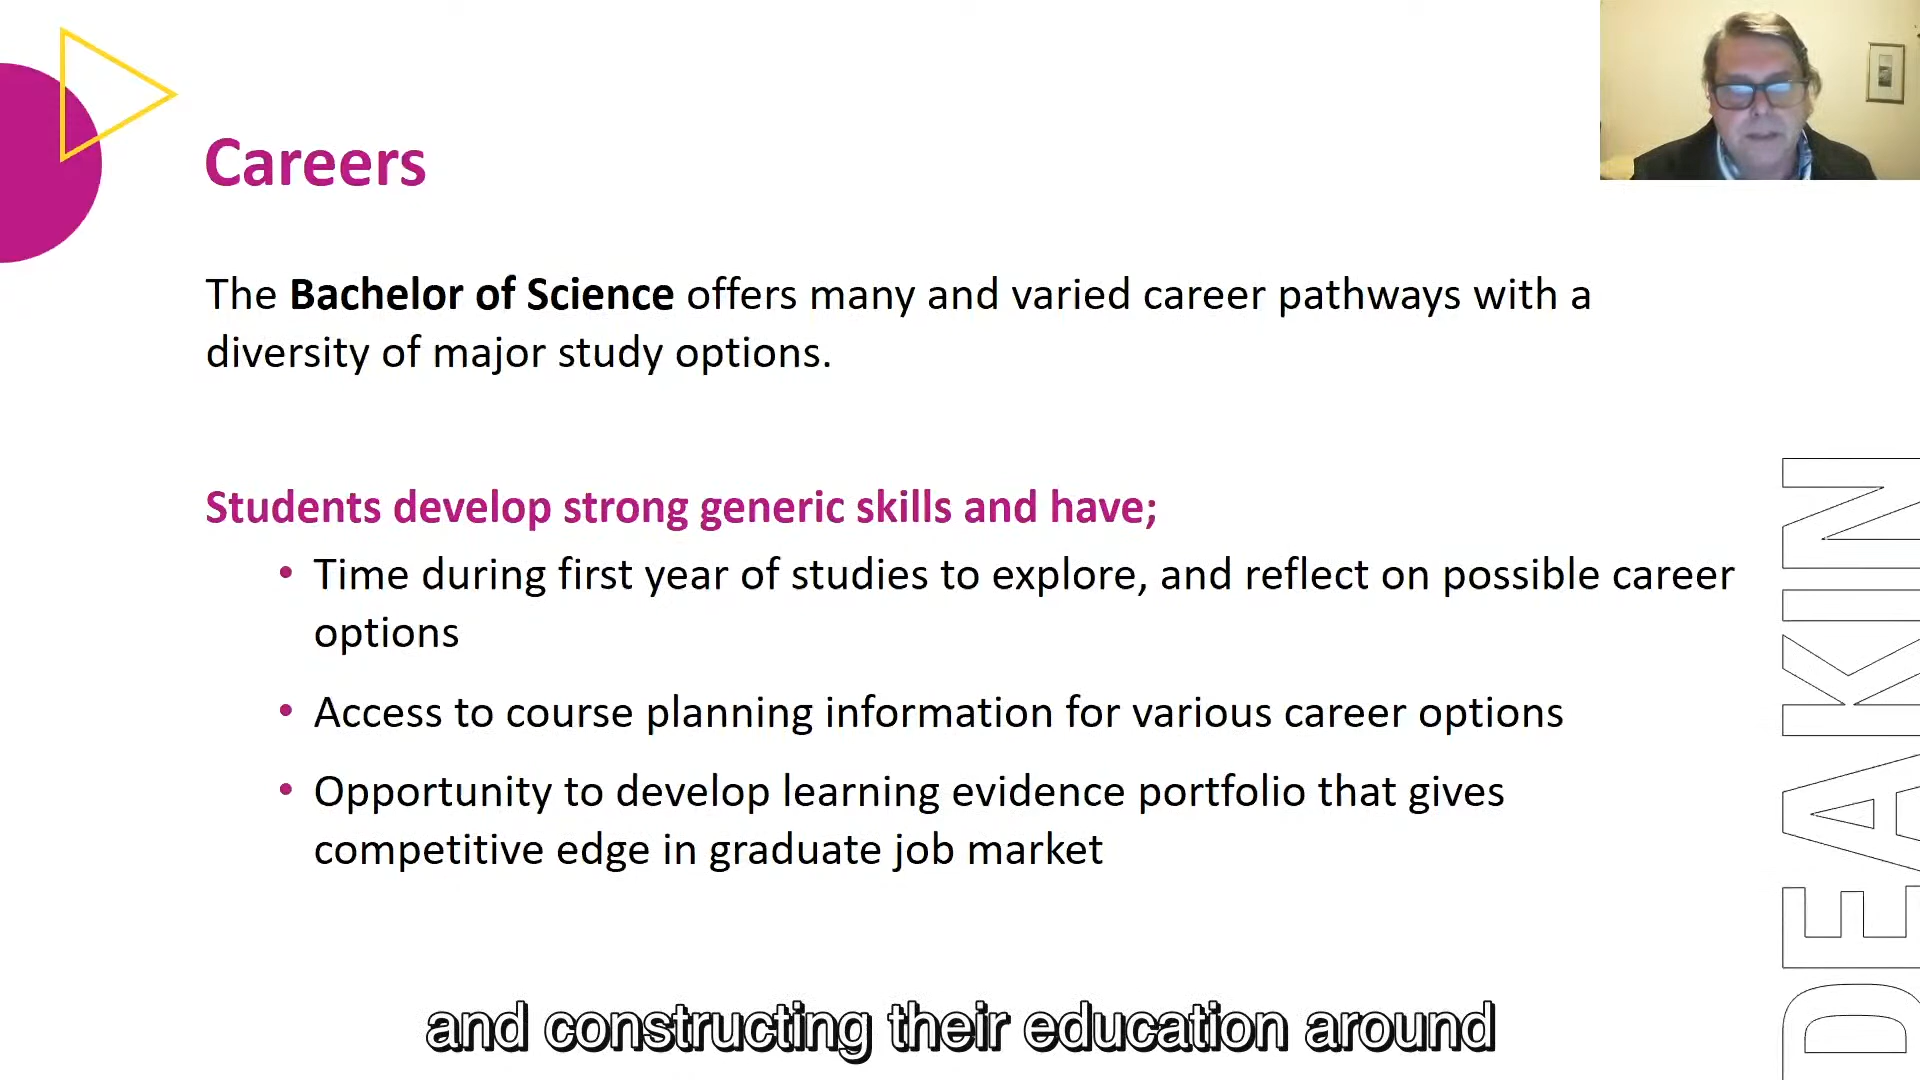 Careers
The Bachelor of Science offers many and varied career pathways with a
diversity of major study options.
Students develop strong generic skills and have;
• Time during first year of studies to explore, and reflect on possible career
options
• Access to course planning information for various career options
• Opportunity to develop learning evidence portfolio that gives
competitive edge in graduate job market
DEAKIN
and constructing their education around